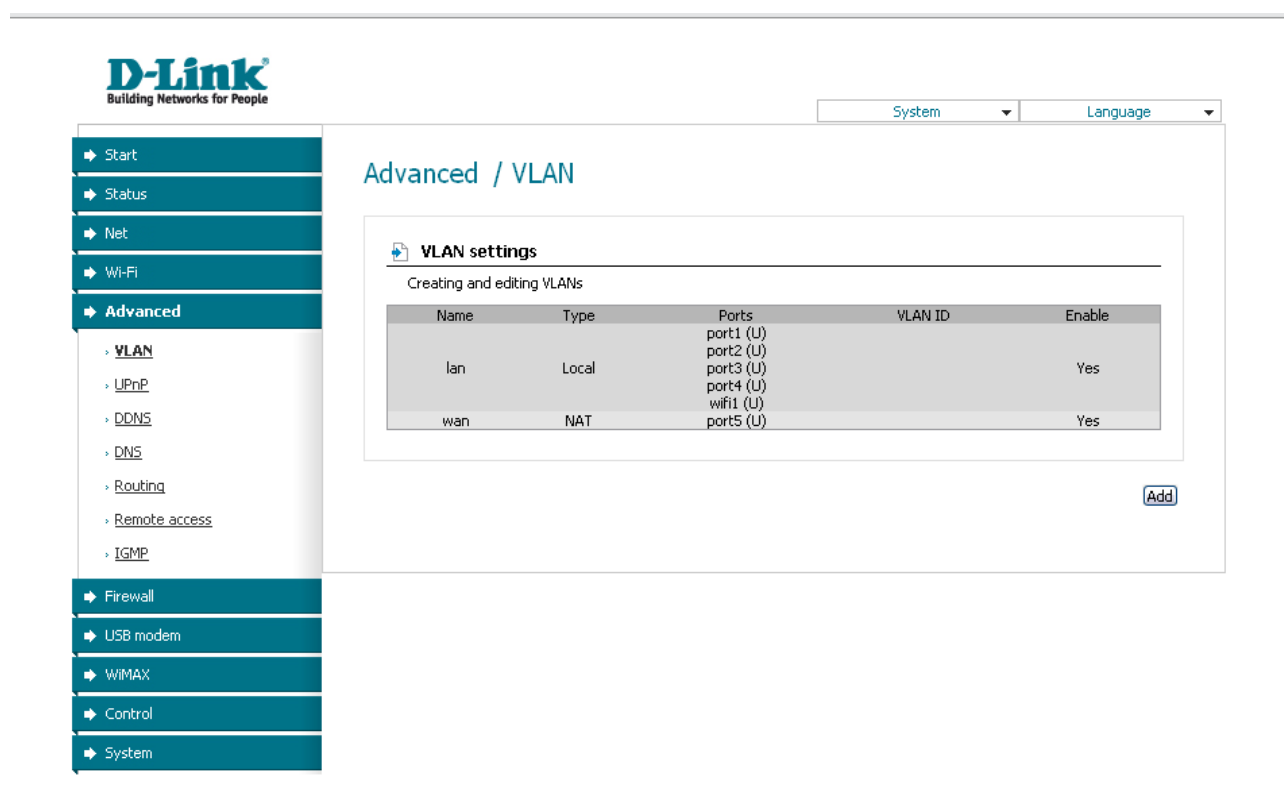 D-Link®
Building Networks for People
System Language
Start
Status
Net
Wi-Fi
Advanced
VLAN
UPnP
DDNS
DNS
Routing
Remote access
IGMP
Firewall
USB modem
WiMAX
Control
System
Advanced / VLAN
VLAN settings
Creating and editing VLANs
Name Type Ports VLAN ID Enable
port1 (U)
port2 (U)
lan Local port3 (U) Yes
port4 (U)
wifi1 (U)
wan NAT port5 (U) Yes
Add